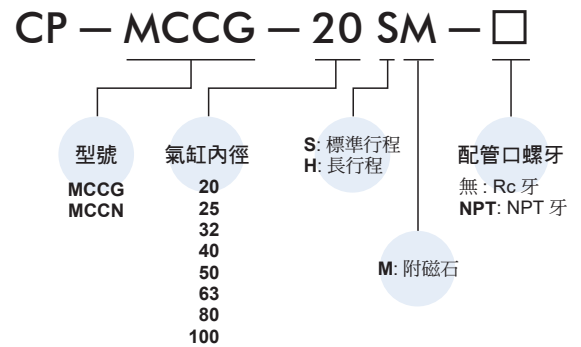 CP — MCCG — 20 SM — □
型號
MCCG
MCCN
氣缸內徑
20
25
32
40
50
63
80
100
S: 標準行程
H: 長行程
M: 附磁石
配管口螺牙
無 : Rc 牙
NPT: NPT 牙